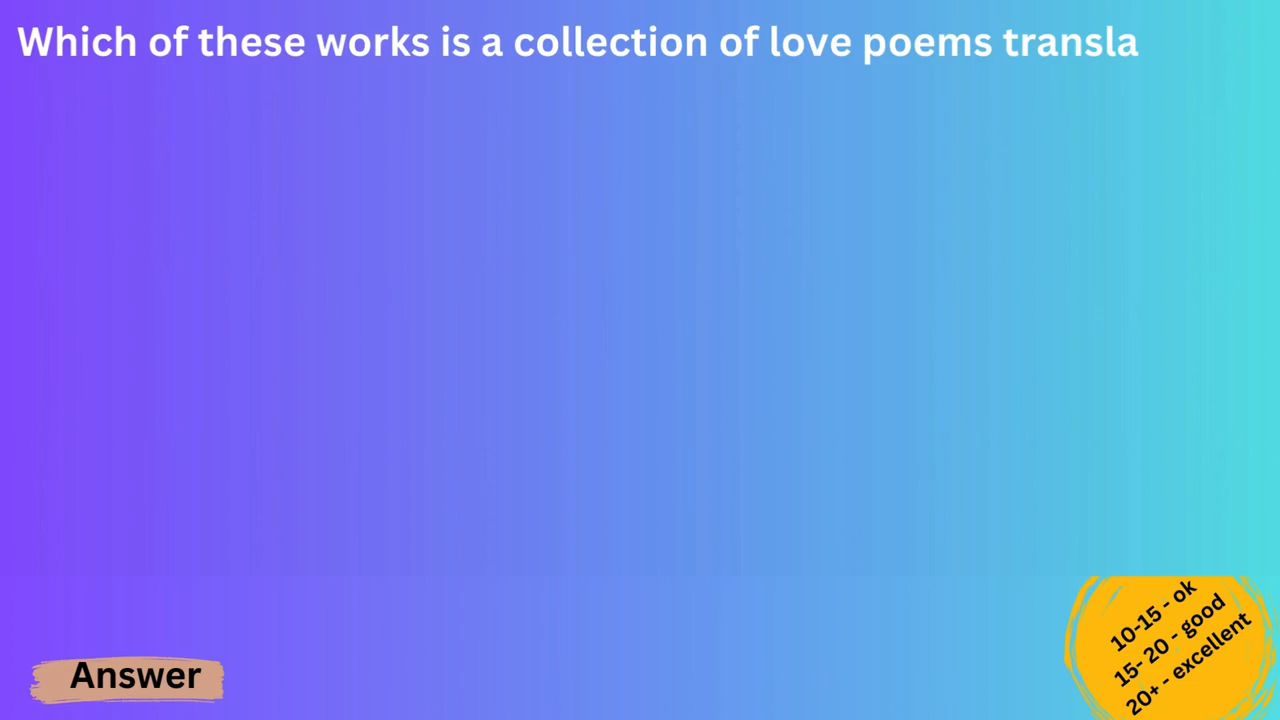 Which of these works is a collection of love poems transla
Answer
10-15 - ok
15- 20 - good
20+ - excellent